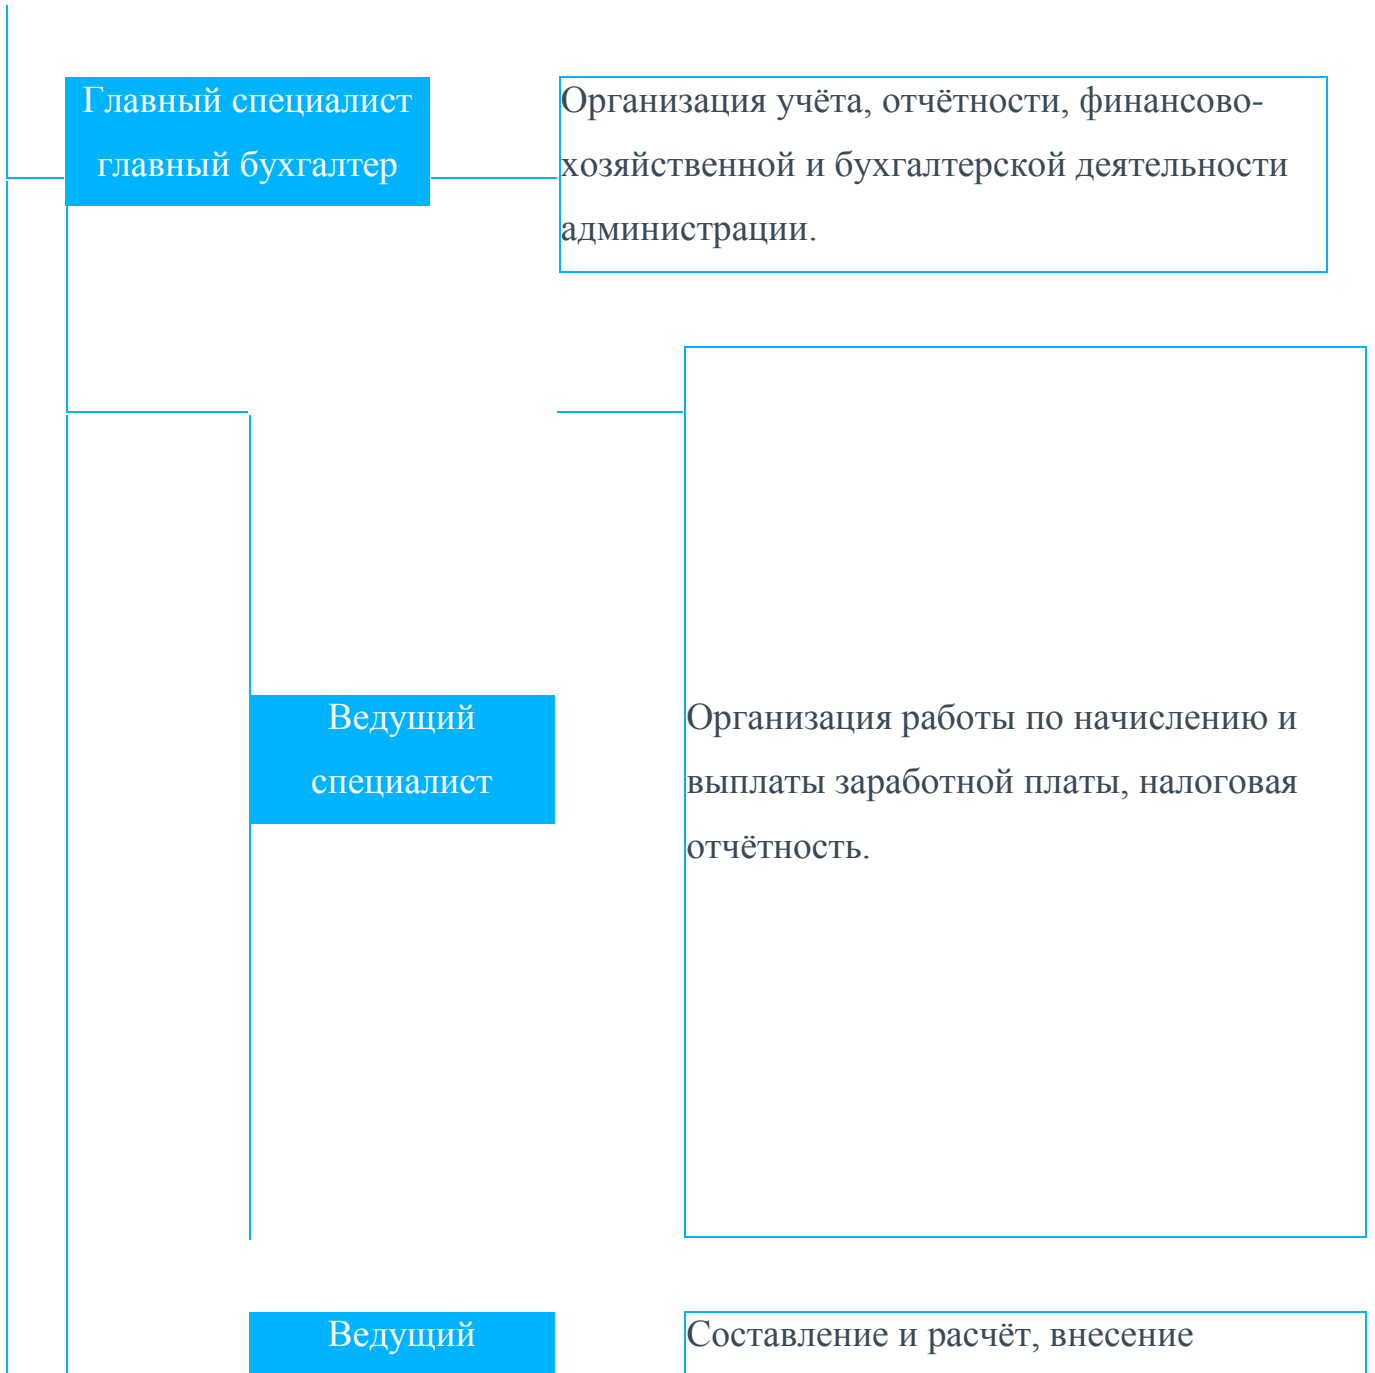 Главный специалист
главный бухгалтер
Организация учёта, отчётности, финансово-
хозяйственной и бухгалтерской деятельности
администрации.
Ведущий
специалист
Организация работы по начислению и
выплаты заработной платы, налоговая
отчётность.
Ведущий
Составление и расчёт, внесение